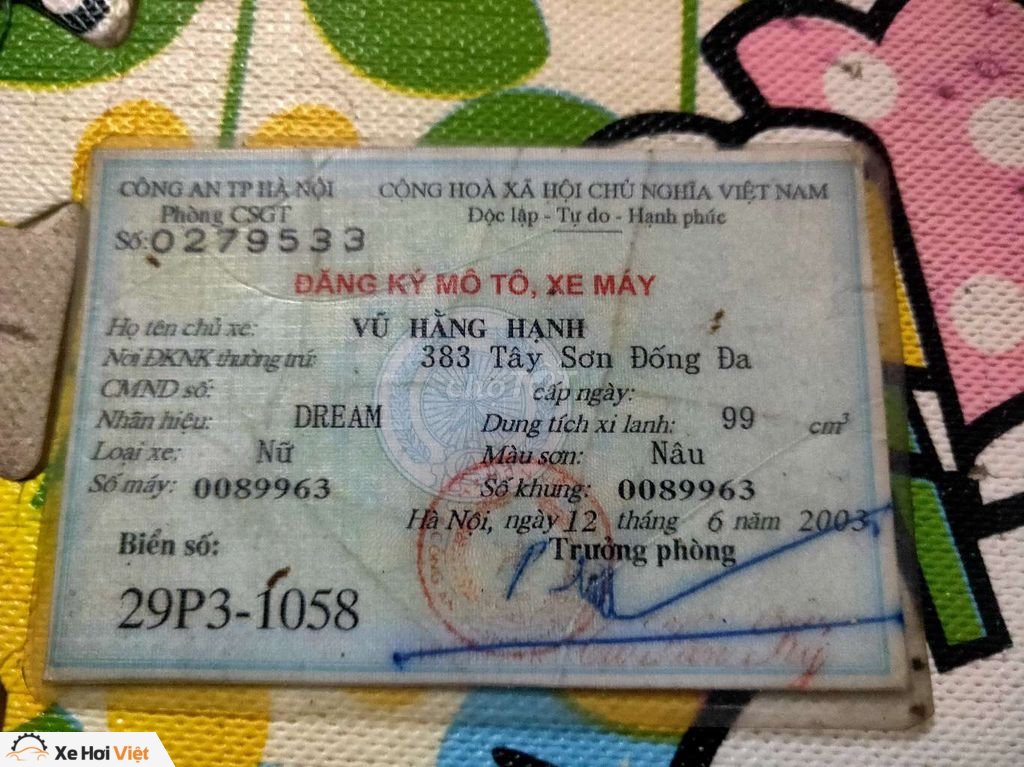 CÔNG AN TP HÀ NỘI CỘNG HOÀ XÃ HỘI CHỦ NGHĨA VIỆT NAM
Phòng CSGT Độc lập - Tự do - Hạnh phúc
Số: 0279533
ĐĂNG KÝ MÔ TÔ, XE MÁY
Họ tên chủ xe: VŨ HẰNG HẠNH
Nơi ĐKNK thường trú: 383 Tây Sơn Đống Đa
CMND số: cấp ngày:
Nhãn hiệu: DREAM Dung tích xi lanh: 99 cm³
Loại xe: Nữ Màu sơn: Nâu
Số máy: 0089963 Số khung: 0089963
Hà Nội, ngày 12 tháng 6 năm 2003
Biển số: Trưởng phòng
29P3-1058
Xe Hơi Việt